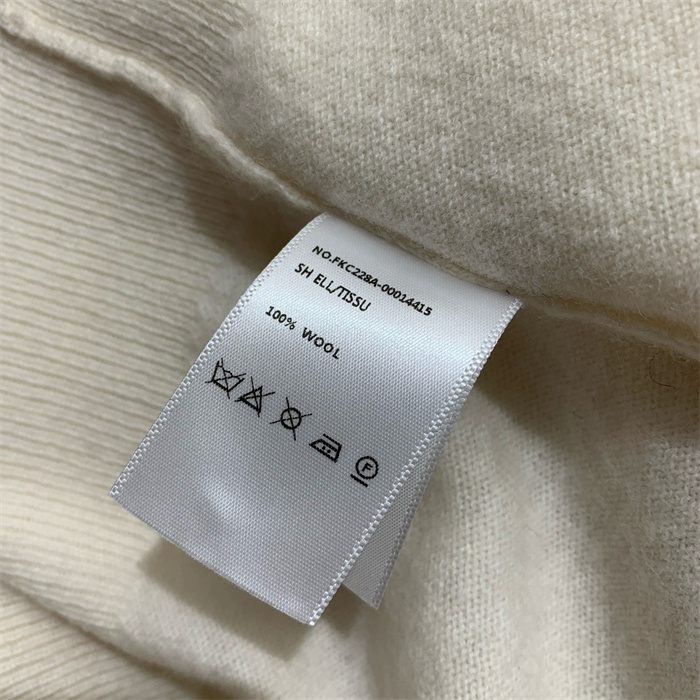 NO.FKC228A-00014415
SH ELL/TISSU
100% WOOL
F